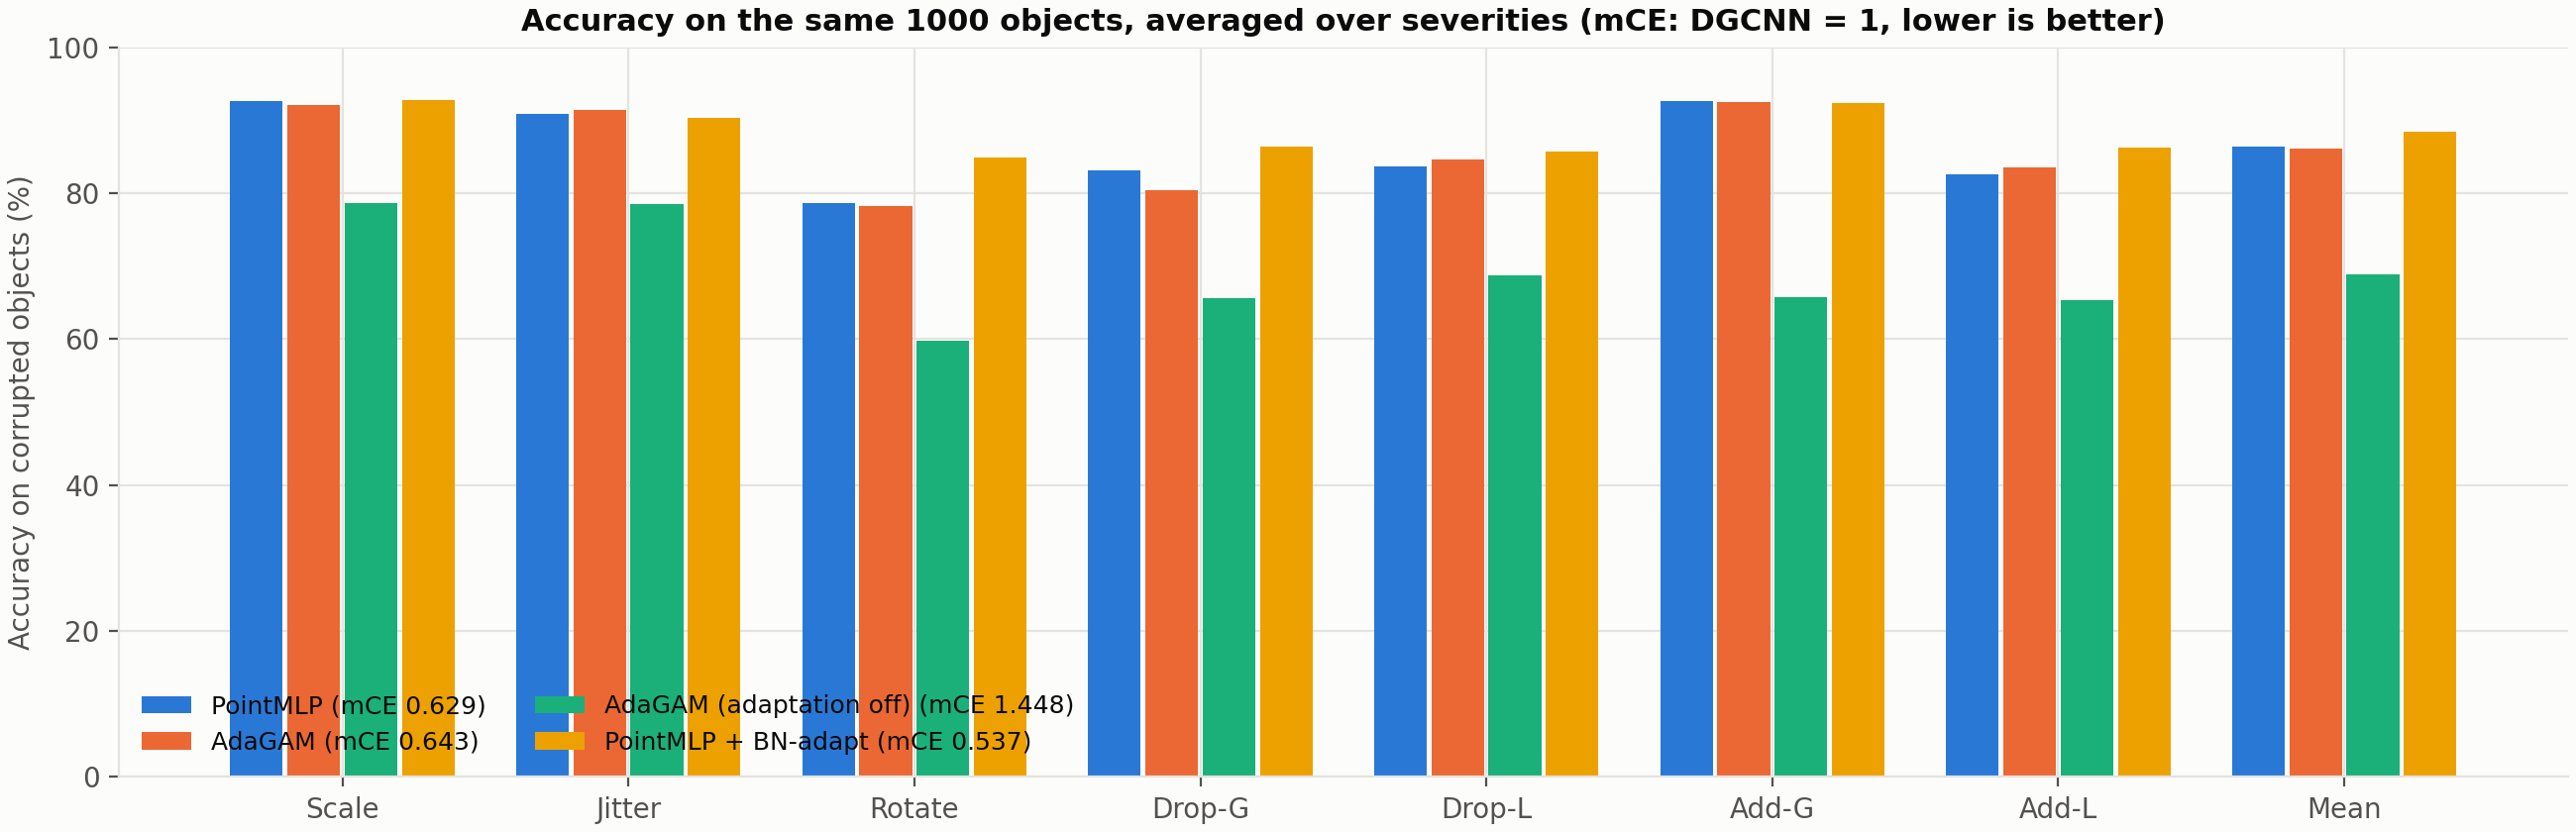 Accuracy on the same 1000 objects, averaged over severities (mCE: DGCNN = 1, lower is better)
Accuracy on corrupted objects (%)
100
80
60
40
20
0
PointMLP (mCE 0.629)
AdaGAM (mCE 0.643)
AdaGAM (adaptation off) (mCE 1.448)
PointMLP + BN-adapt (mCE 0.537)
Scale
Jitter
Rotate
Drop-G
Drop-L
Add-G
Add-L
Mean